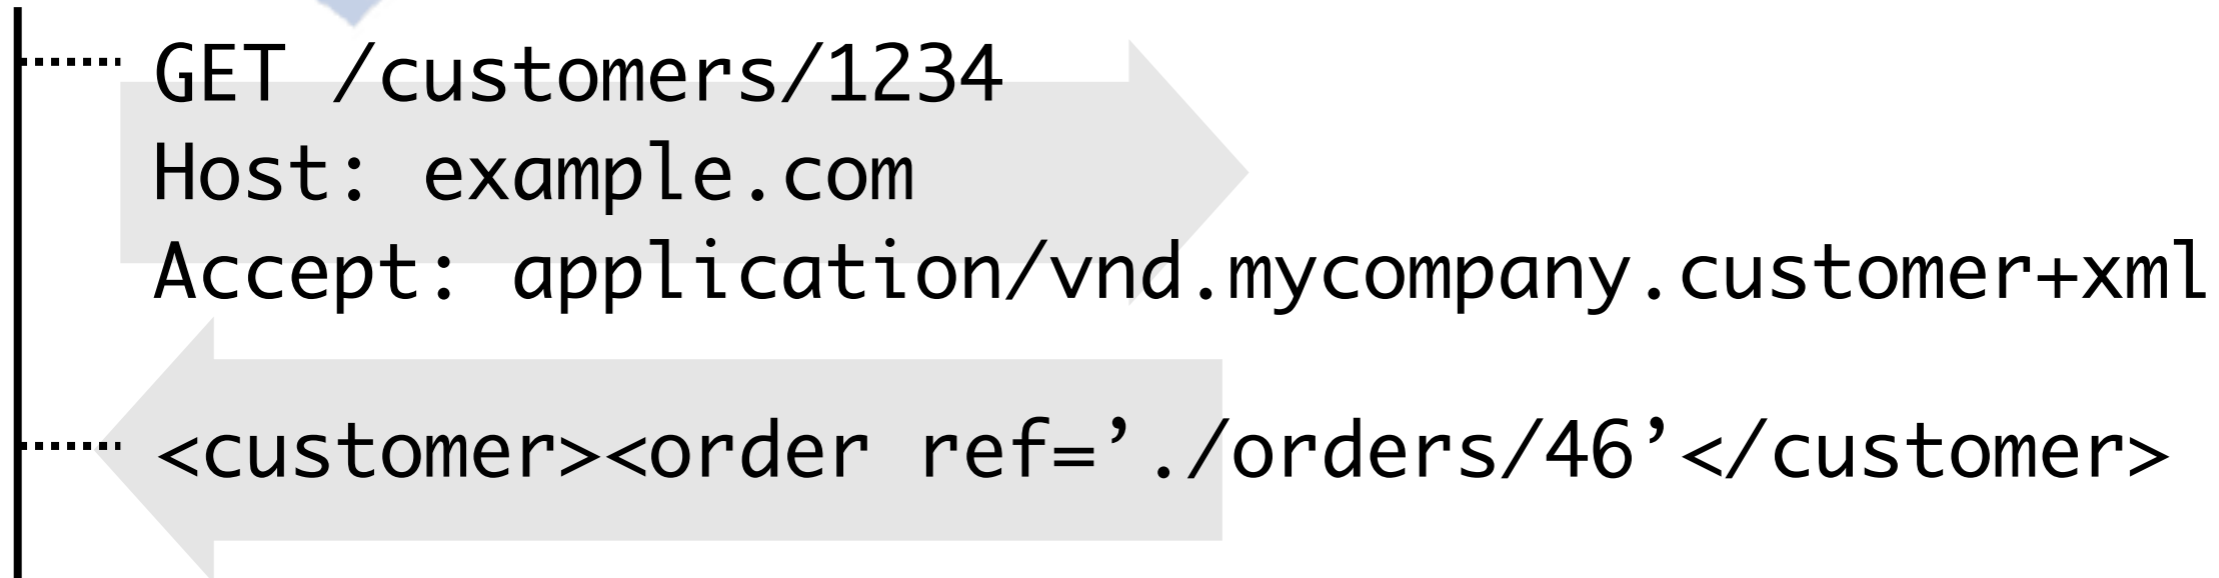 GET /customers/1234
Host: example.com
Accept: application/vnd.mycompany.customer+xml
<customer><order ref=’./orders/46’</customer>